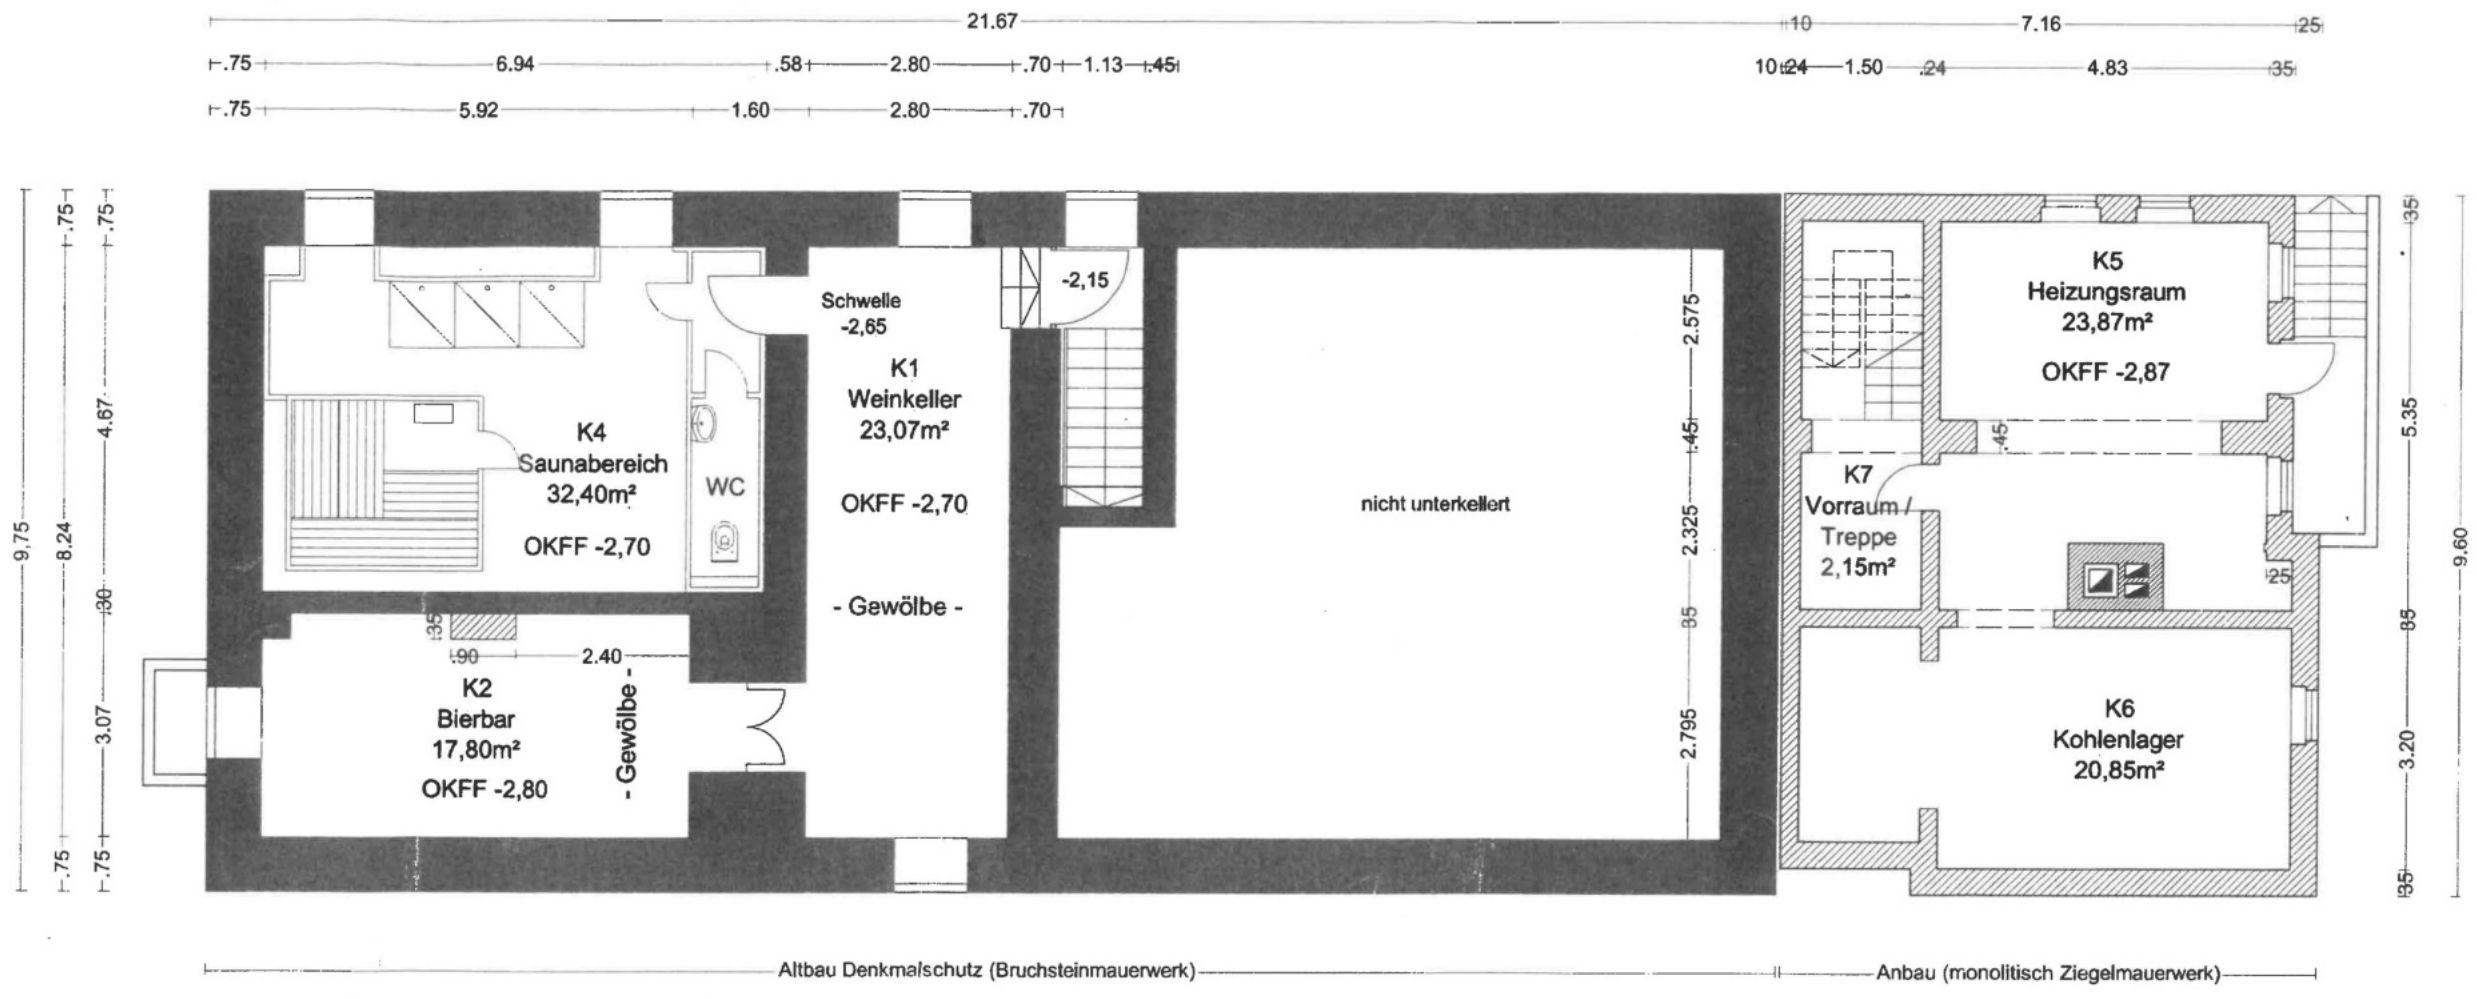 21.67
10
7.16
25
.75
6.94
.58
2.80
.70
1.13
.45
10
.24
1.50
.24
4.83
35
.75
5.92
1.60
2.80
.70
9,75
.75
8.24
.75
.75
4.67
.30
3.07
.75
Schwelle
-2,65
-2,15
K1
Weinkeller
23,07m²
OKFF -2,70
- Gewölbe -
K4
Saunabereich
32,40m²
OKFF -2,70
WC
35
.90
2.40
K2
Bierbar
17,80m²
OKFF -2,80
- Gewölbe -
nicht unterkellert
2.575
.45
2.325
35
2.795
K5
Heizungsraum
23,87m²
OKFF -2,87
.45
K7
Vorraum /
Treppe
2,15m²
25
K6
Kohlenlager
20,85m²
35
5.35
3.20
35
9.60
Altbau Denkmalschutz (Bruchsteinmauerwerk)
Anbau (monolitisch Ziegelmauerwerk)